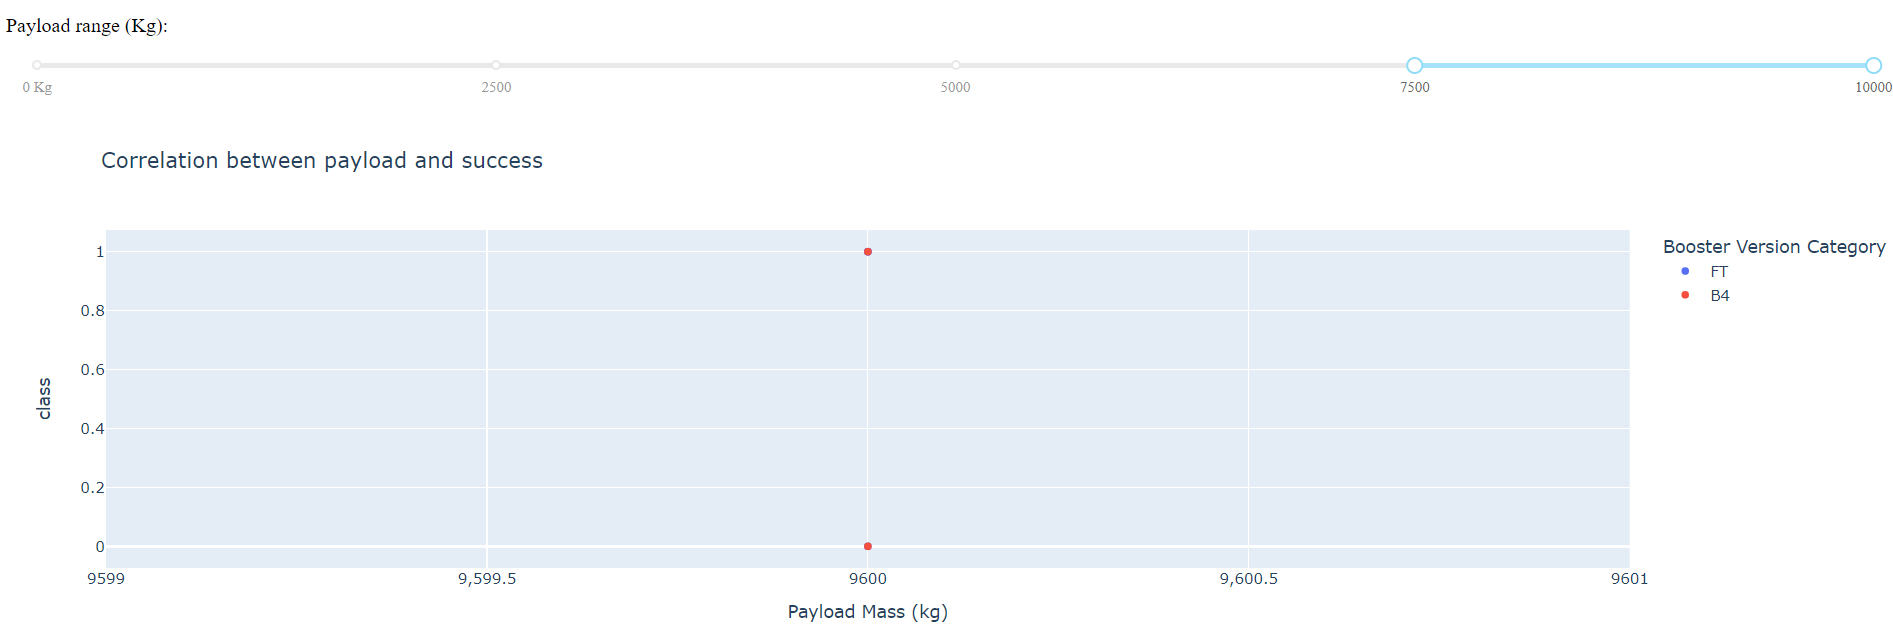 Payload range (Kg):
0 Kg 2500 5000 7500 10000
Correlation between payload and success
Booster Version Category
FT
B4
1
0.8
0.6
0.4
0.2
0
class
9599 9,599.5 9600 9,600.5 9601
Payload Mass (kg)